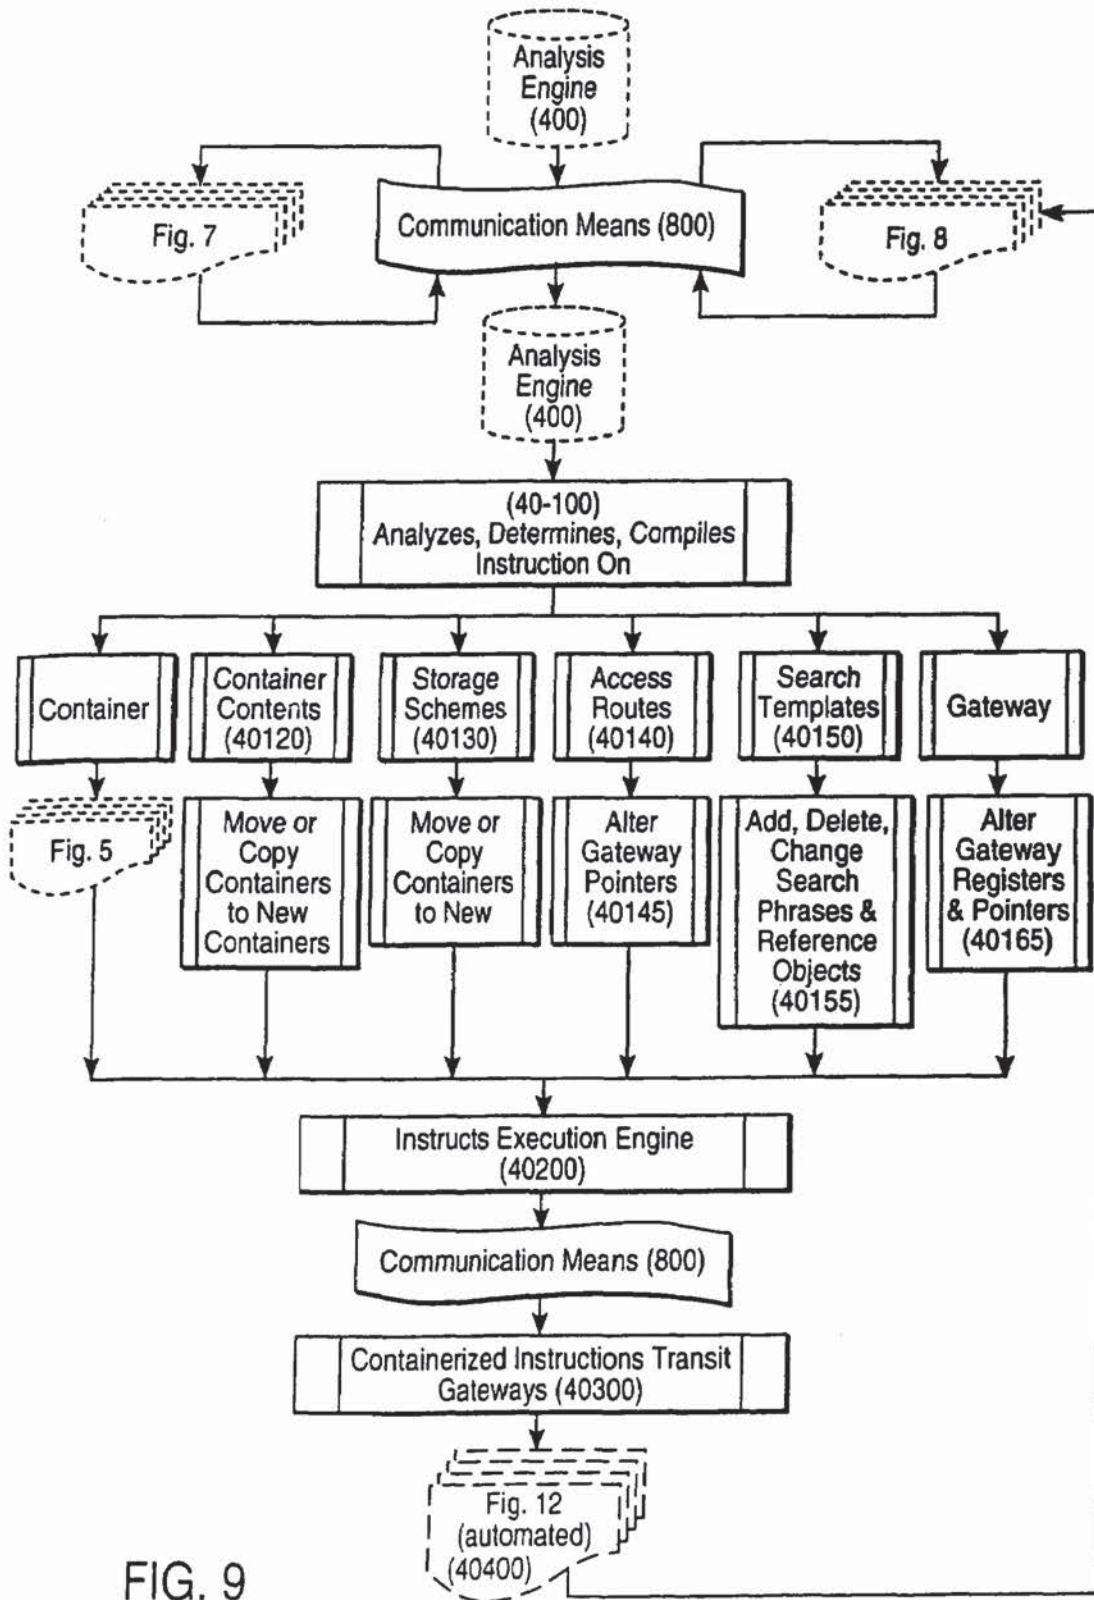 Analysis
Engine
(400)
Fig. 7
Communication Means (800)
Fig. 8
Analysis
Engine
(400)
(40-100)
Analyzes, Determines, Compiles
Instruction On
Container
Container
Contents
(40120)
Storage
Schemes
(40130)
Access
Routes
(40140)
Search
Templates
(40150)
Gateway
Fig. 5
Move or
Copy
Containers
to New
Containers
Move or
Copy
Containers
to New
Alter
Gateway
Pointers
(40145)
Add, Delete,
Change
Search
Phrases &
Reference
Objects
(40155)
Alter
Gateway
Registers
& Pointers
(40165)
Instructs Execution Engine
(40200)
Communication Means (800)
Containerized Instructions Transit
Gateways (40300)
Fig. 12
(automated)
(40400)
FIG. 9